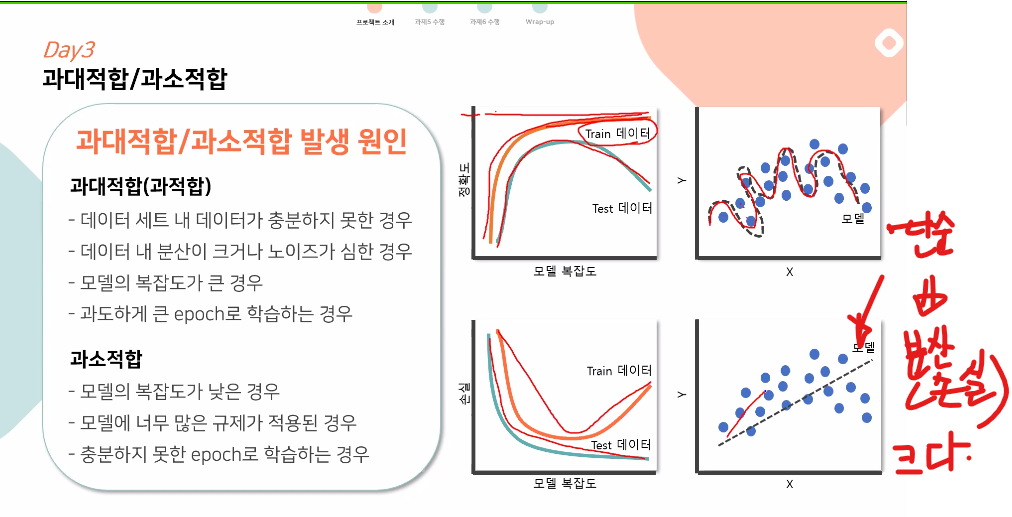 프로젝트 소개
과제5 수행
과제6 수행
Wrap-up
Day3
과대적합/과소적합
과대적합/과소적합 발생 원인
과대적합(과적합)
- 데이터 세트 내 데이터가 충분하지 못한 경우
- 데이터 내 분산이 크거나 노이즈가 심한 경우
- 모델의 복잡도가 큰 경우
- 과도하게 큰 epoch로 학습하는 경우
과소적합
- 모델의 복잡도가 낮은 경우
- 모델에 너무 많은 규제가 적용된 경우
- 충분하지 못한 epoch로 학습하는 경우
정확도
Train 데이터
Test 데이터
모델 복잡도
Y
모델
X
손실
Train 데이터
Test 데이터
모델 복잡도
Y
모델
X
단순
분산
(손실)
크다.